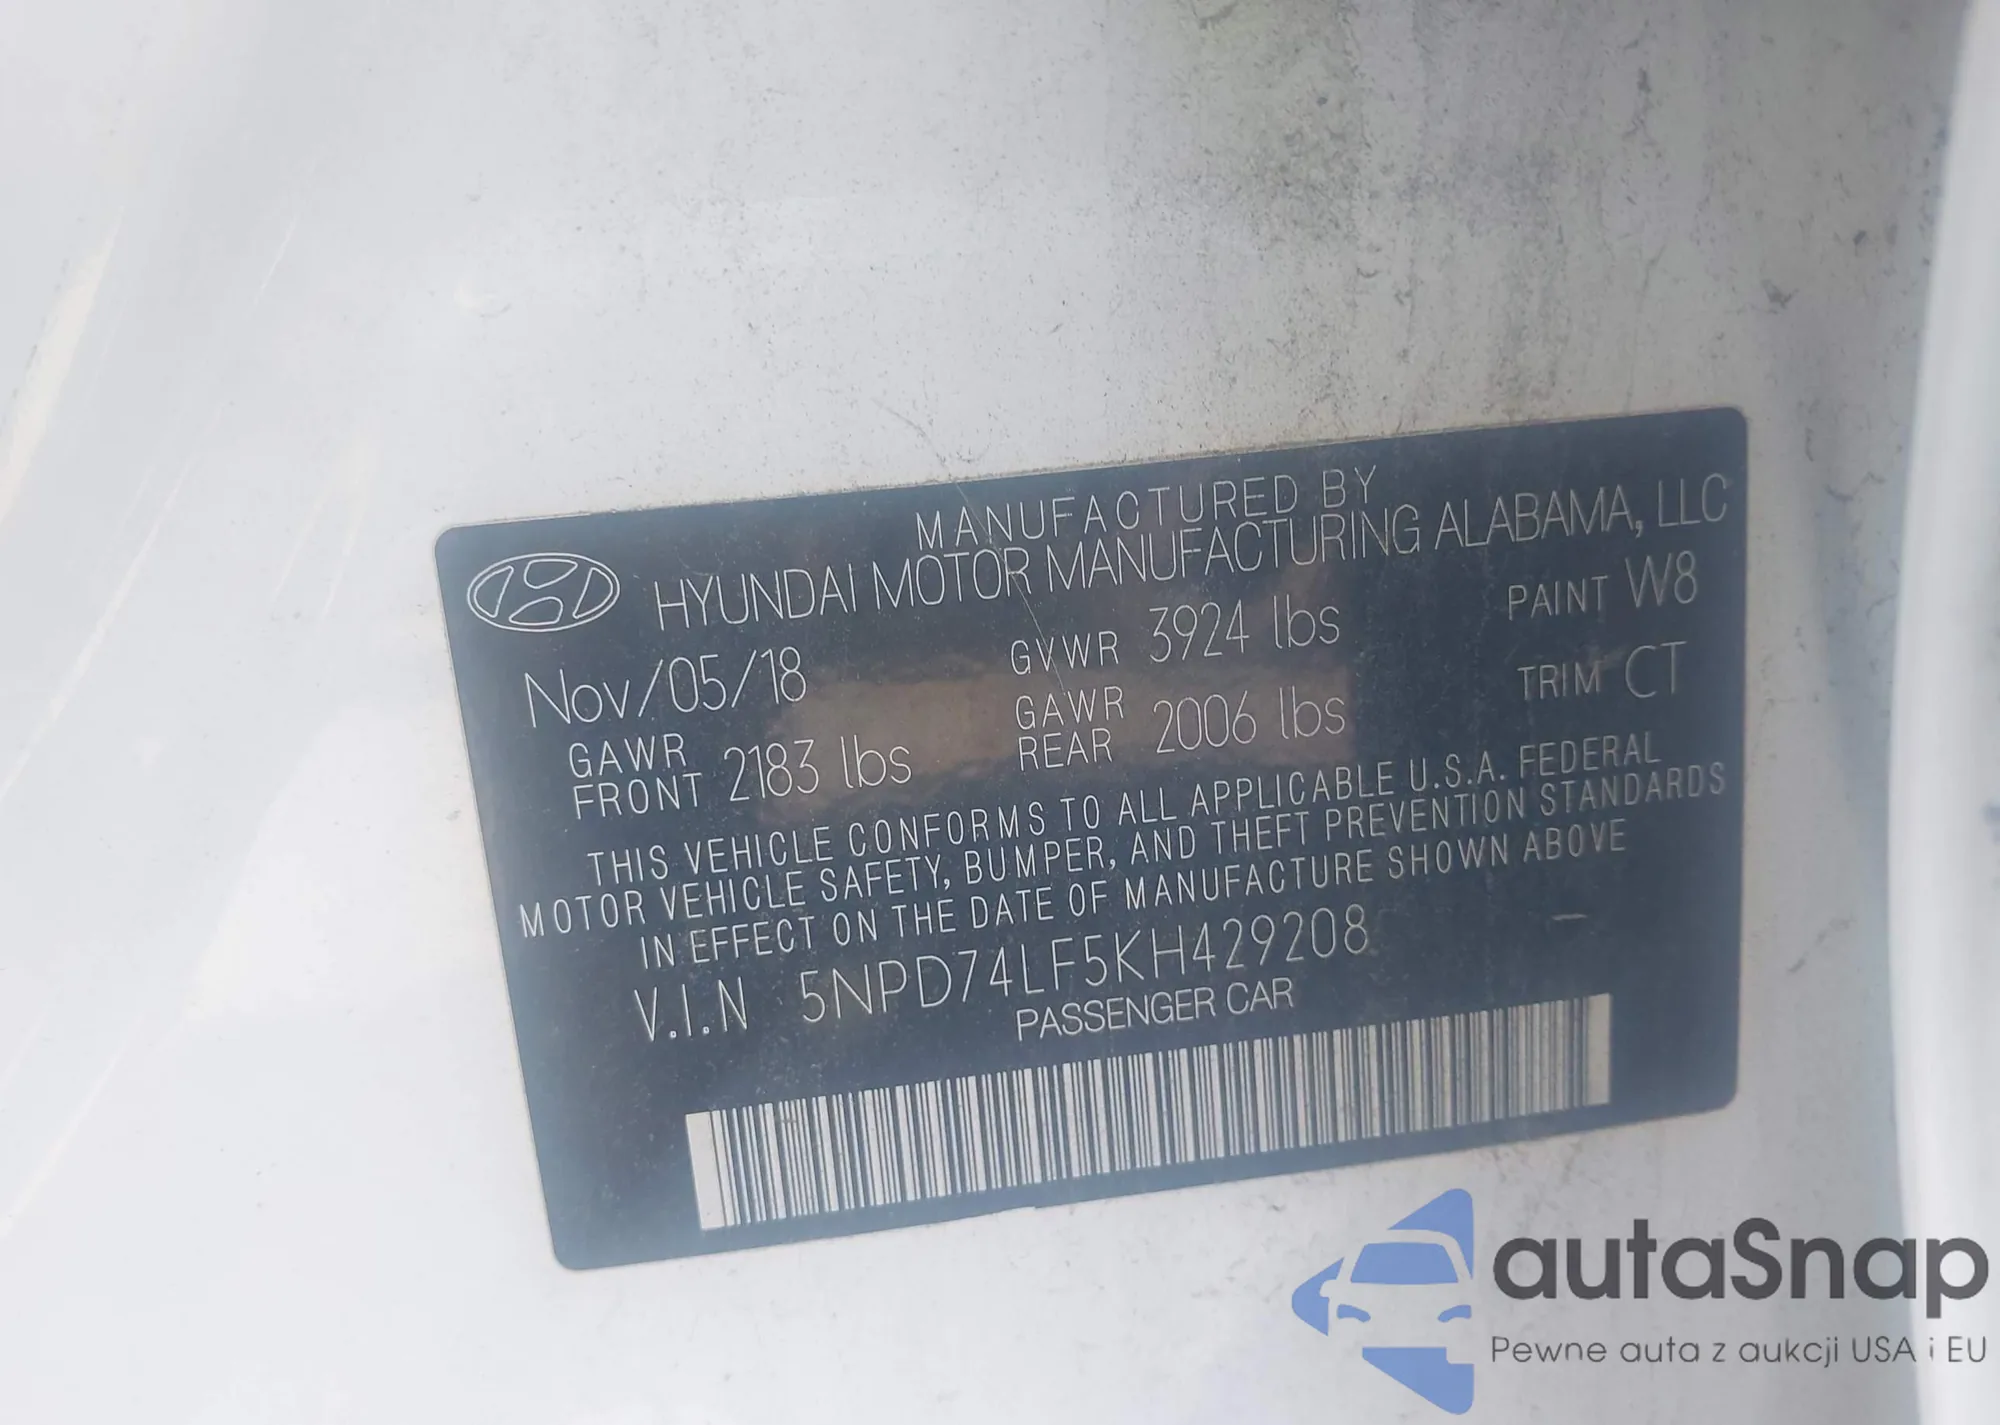 MANUFACTURED BY
HYUNDAI MOTOR MANUFACTURING ALABAMA, LLC
Nov/05/18 GVWR 3924 lbs PAINT W8
GAWR FRONT 2183 lbs GAWR REAR 2006 lbs TRIM CT
THIS VEHICLE CONFORMS TO ALL APPLICABLE U.S.A. FEDERAL
MOTOR VEHICLE SAFETY, BUMPER, AND THEFT PREVENTION STANDARDS
IN EFFECT ON THE DATE OF MANUFACTURE SHOWN ABOVE
V.I.N 5NPD74LF5KH429208
PASSENGER CAR
autaSnap
Pewne auta z aukcji USA i EU